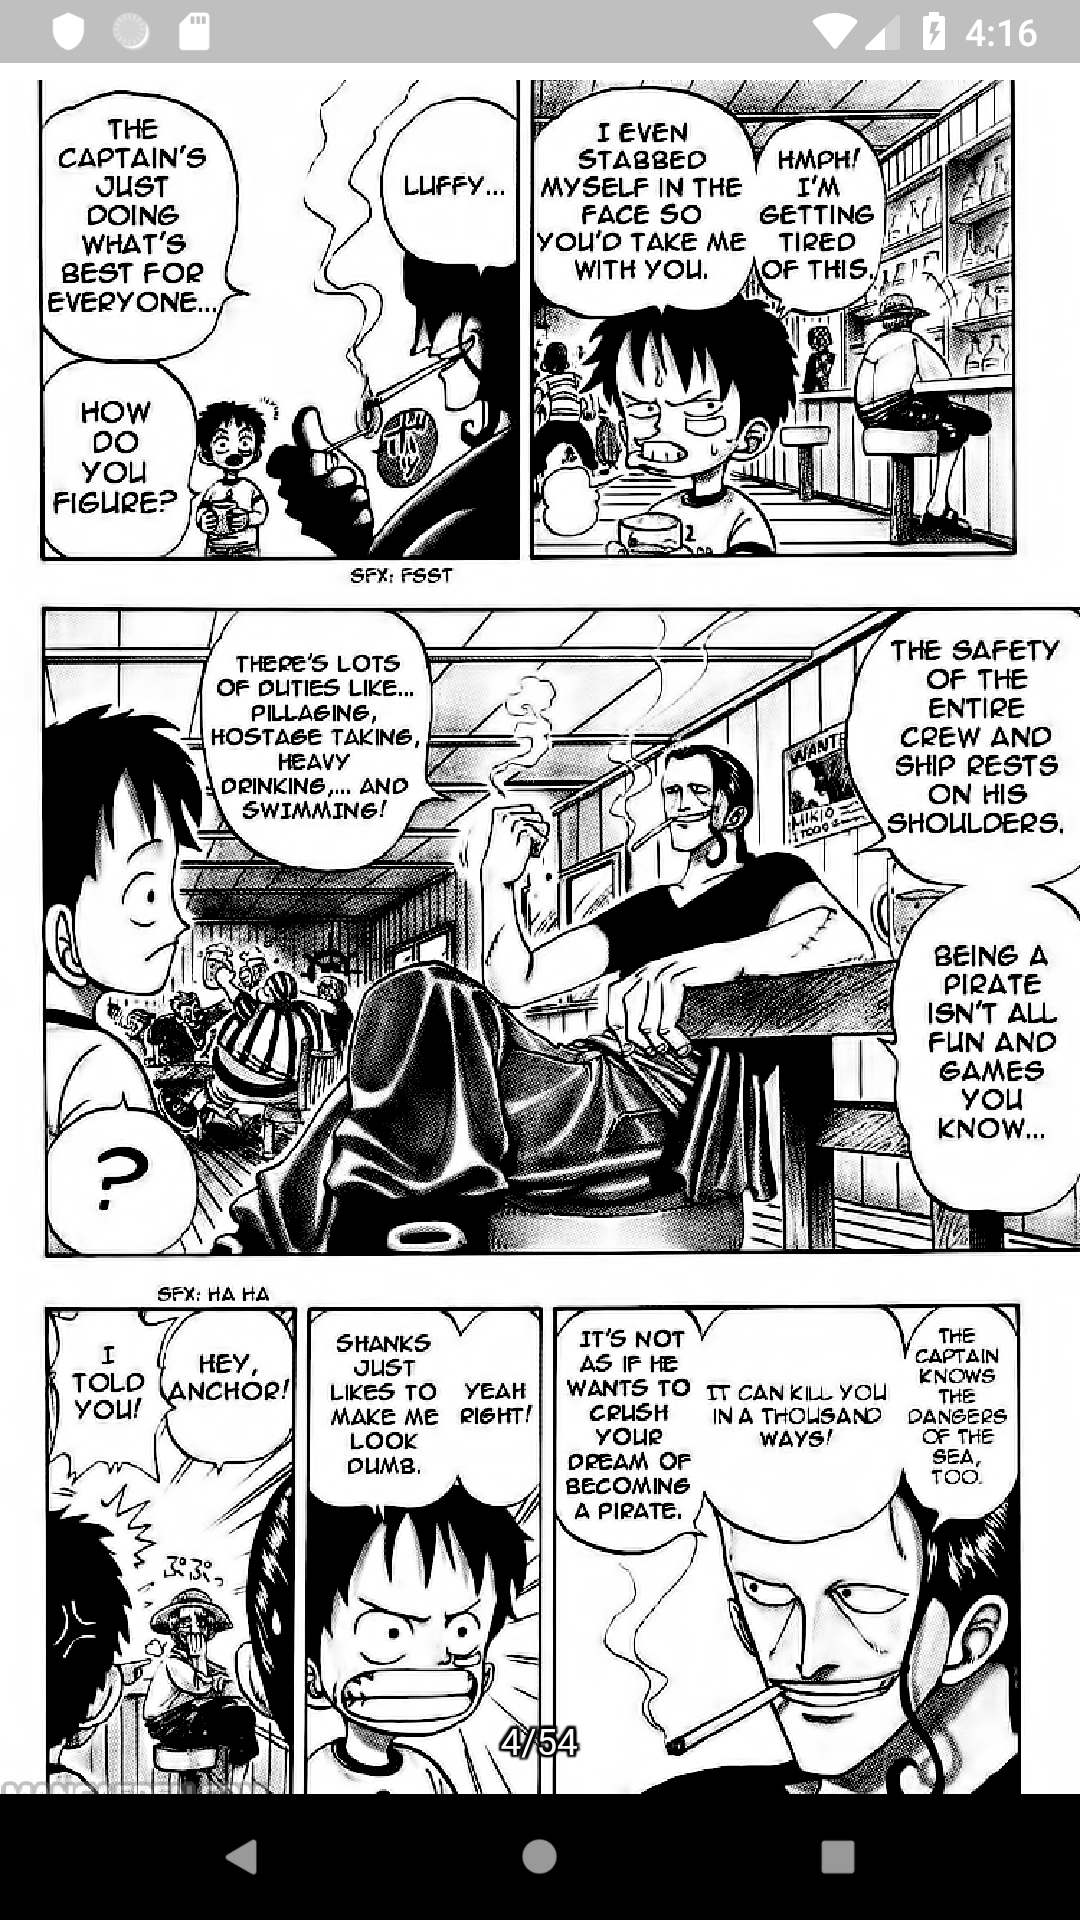 4:16
HMPH!
I'M
GETTING
TIRED
OF THIS.
I EVEN
STABBED
MYSELF IN THE
FACE SO
YOU'D TAKE ME
WITH YOU.
LUFFY...
THE
CAPTAIN'S
JUST
DOING
WHAT'S
BEST FOR
EVERYONE...
HOW
DO
YOU
FIGURE?
SFX: FSST
THE SAFETY
OF THE
ENTIRE
CREW AND
SHIP RESTS
ON HIS
SHOULDERS.
BEING A
PIRATE
ISN'T ALL
FUN AND
GAMES
YOU
KNOW...
THERE'S LOTS
OF DUTIES LIKE...
PILLAGING,
HOSTAGE TAKING,
HEAVY
DRINKING,... AND
SWIMMING!
WANT
?
THE
CAPTAIN
KNOWS
THE
DANGERS
OF THE
SEA,
TOO.
IT CAN KILL YOU
IN A THOUSAND
WAYS!
IT'S NOT
AS IF HE
WANTS TO
CRUSH
YOUR
DREAM OF
BECOMING
A PIRATE.
YEAH
RIGHT!
SHANKS
JUST
LIKES TO
MAKE ME
LOOK
DUMB.
SFX: HA HA
HEY,
ANCHOR!
I
TOLD
YOU!
ぷぷっ
4/54